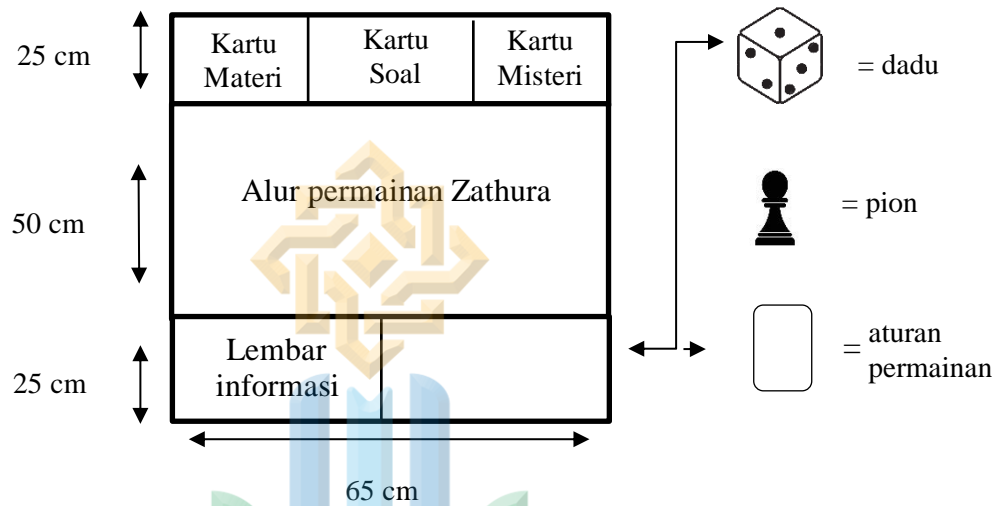 25 cm
Kartu
Materi
Kartu
Soal
Kartu
Misteri
= dadu
Alur permainan Zathura
50 cm
= pion
Lembar
informasi
25 cm
= aturan
permainan
65 cm